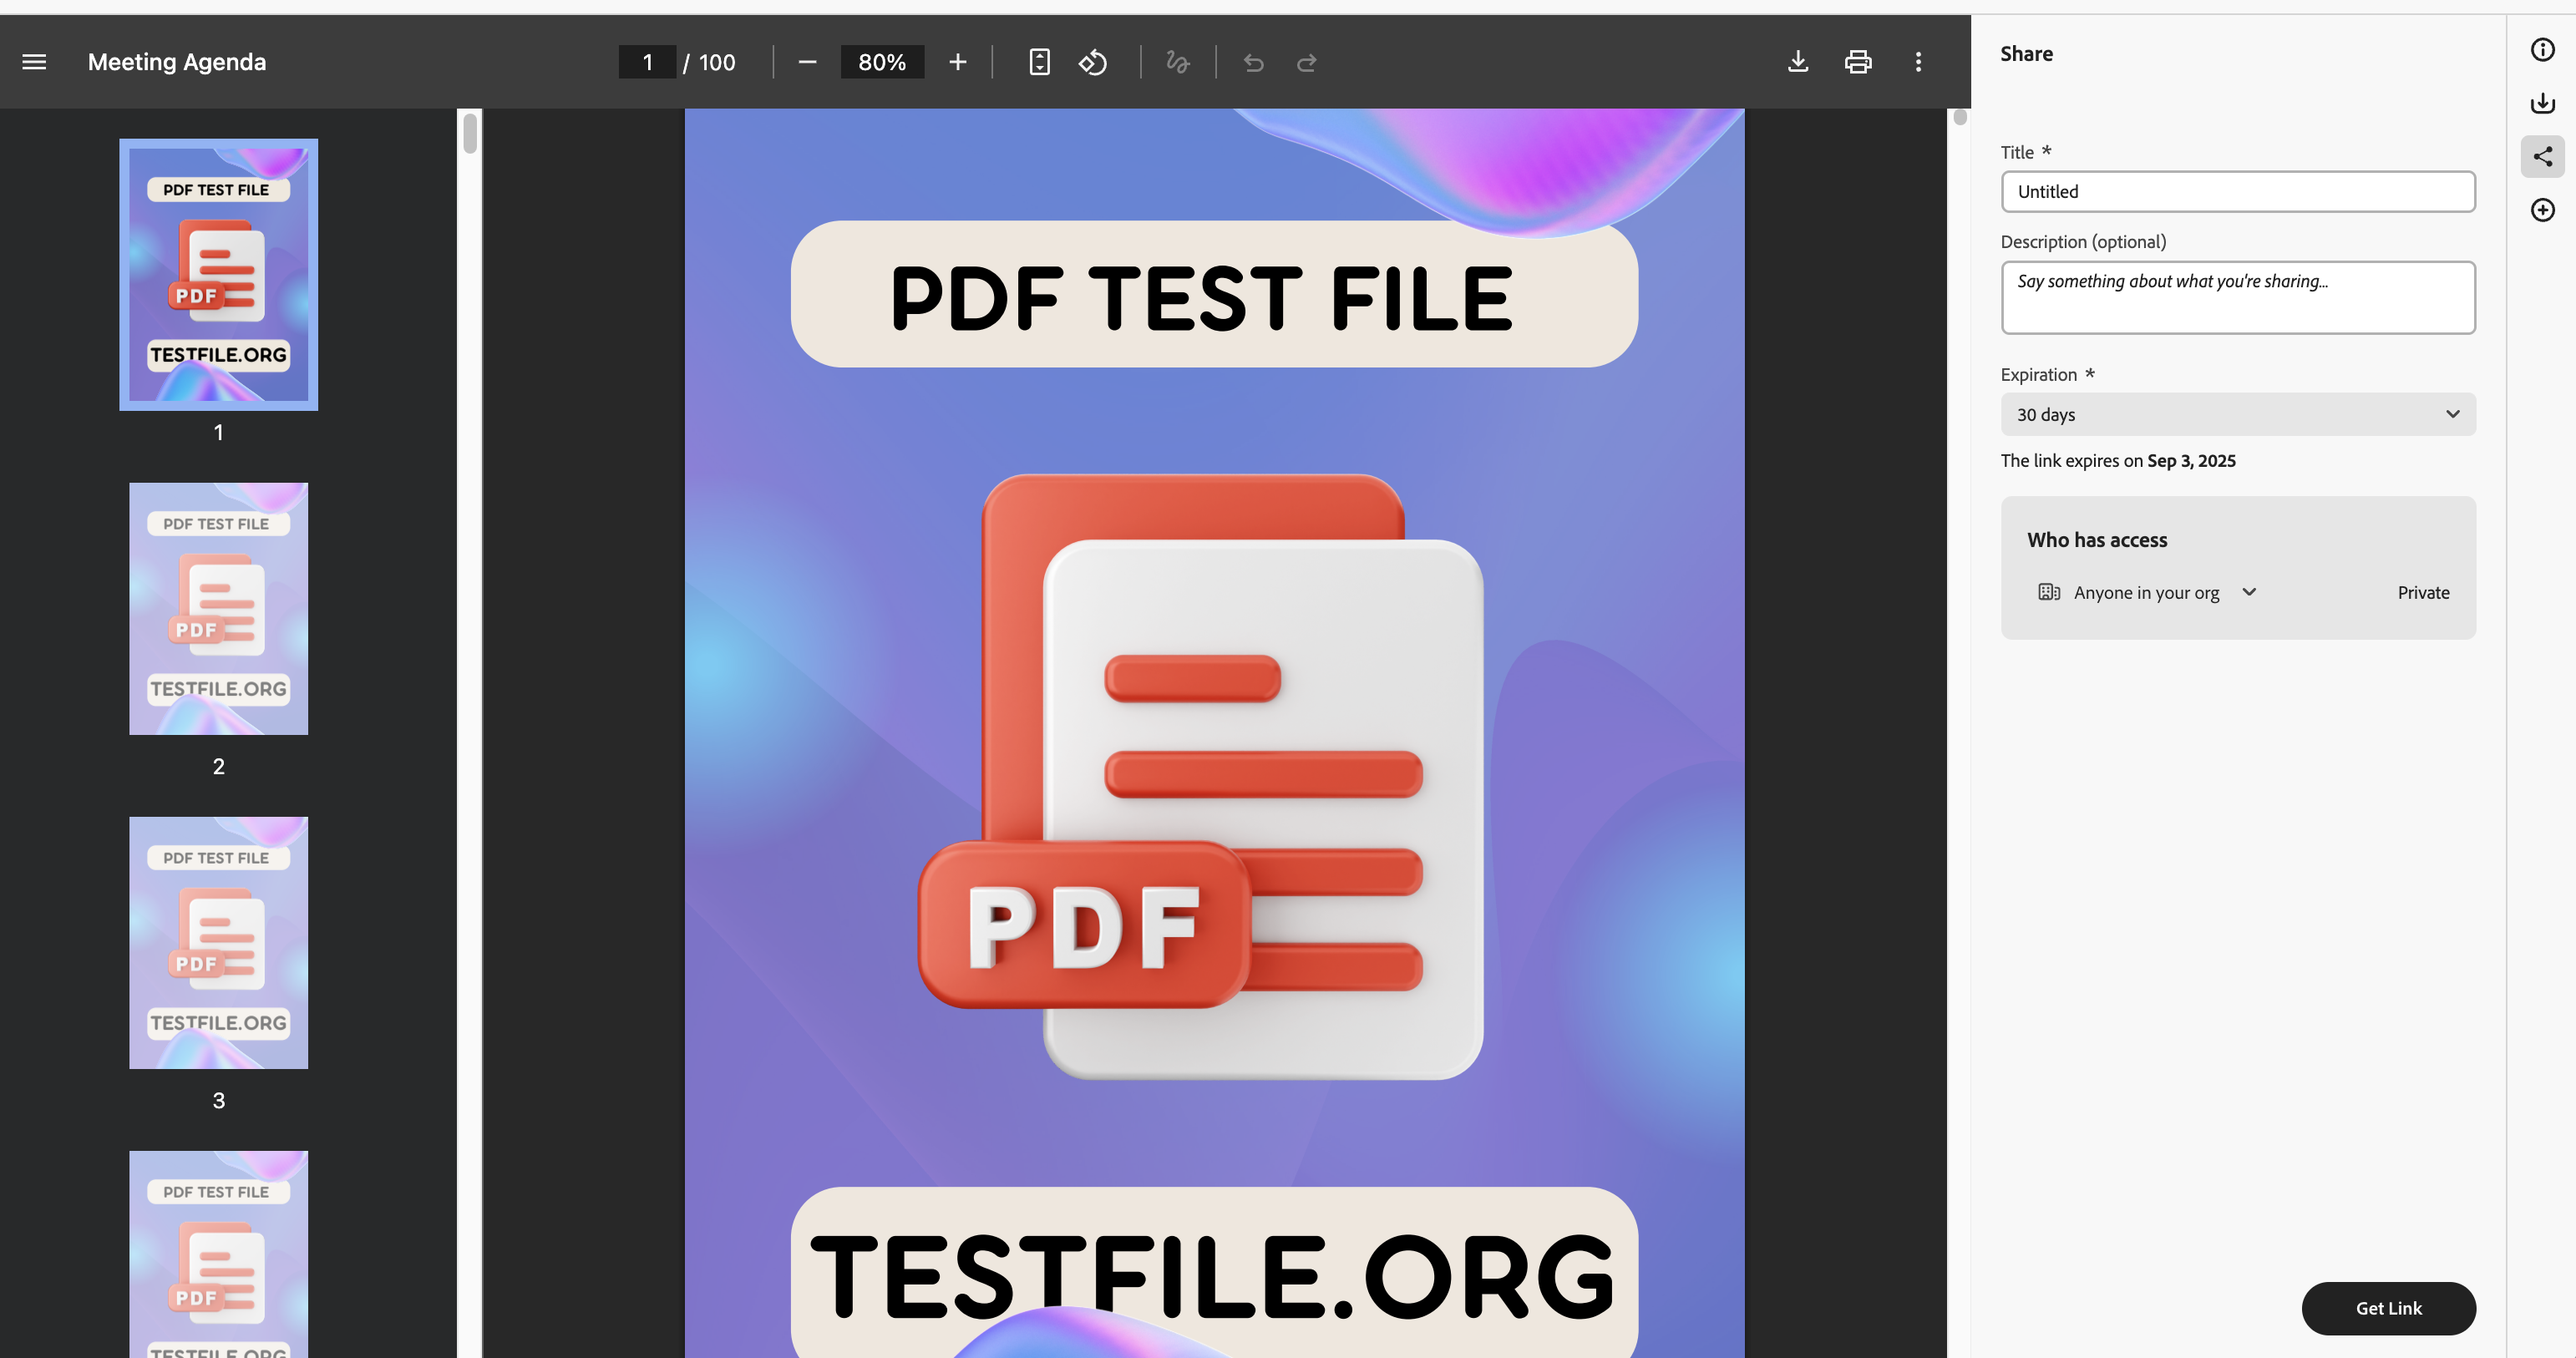 Meeting Agenda
1 / 100
80%
PDF TEST FILE
PDF
TESTFILE.ORG
1
PDF TEST FILE
PDF
TESTFILE.ORG
2
PDF TEST FILE
PDF
TESTFILE.ORG
3
PDF TEST FILE
PDF
TESTFILE.ORG
PDF TEST FILE
PDF
TESTFILE.ORG
Share
Title *
Untitled
Description (optional)
Say something about what you're sharing...
Expiration *
30 days
The link expires on Sep 3, 2025
Who has access
Anyone in your org
Private
Get Link